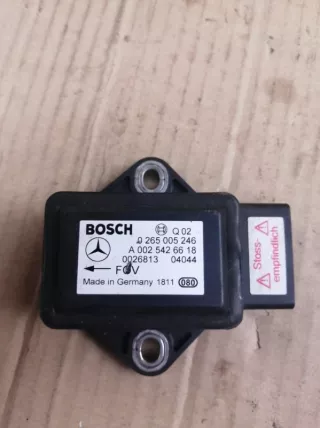 BOSCH Q 02
0 265 005 246
A 002 542 66 18
0026813 04044
FGV
Made in Germany 1811 080
Stoss-
empfindlich